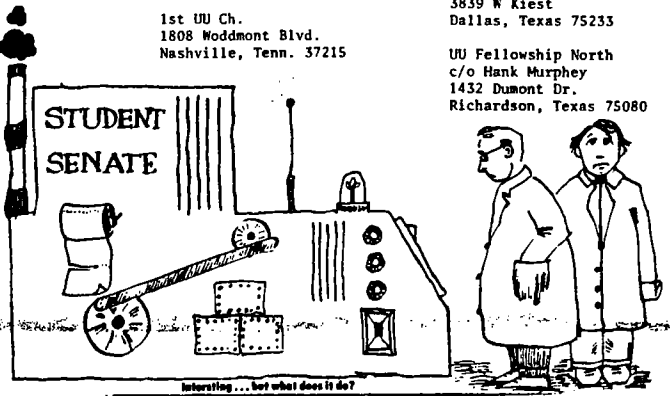 1st UU Ch.
1808 Woddmont Blvd.
Nashville, Tenn. 37215
3839 W Kiest
Dallas, Texas 75233
UU Fellowship North
c/o Hank Murphey
1432 Dumont Dr.
Richardson, Texas 75080
STUDENT
SENATE
Interesting ... but what does it do?